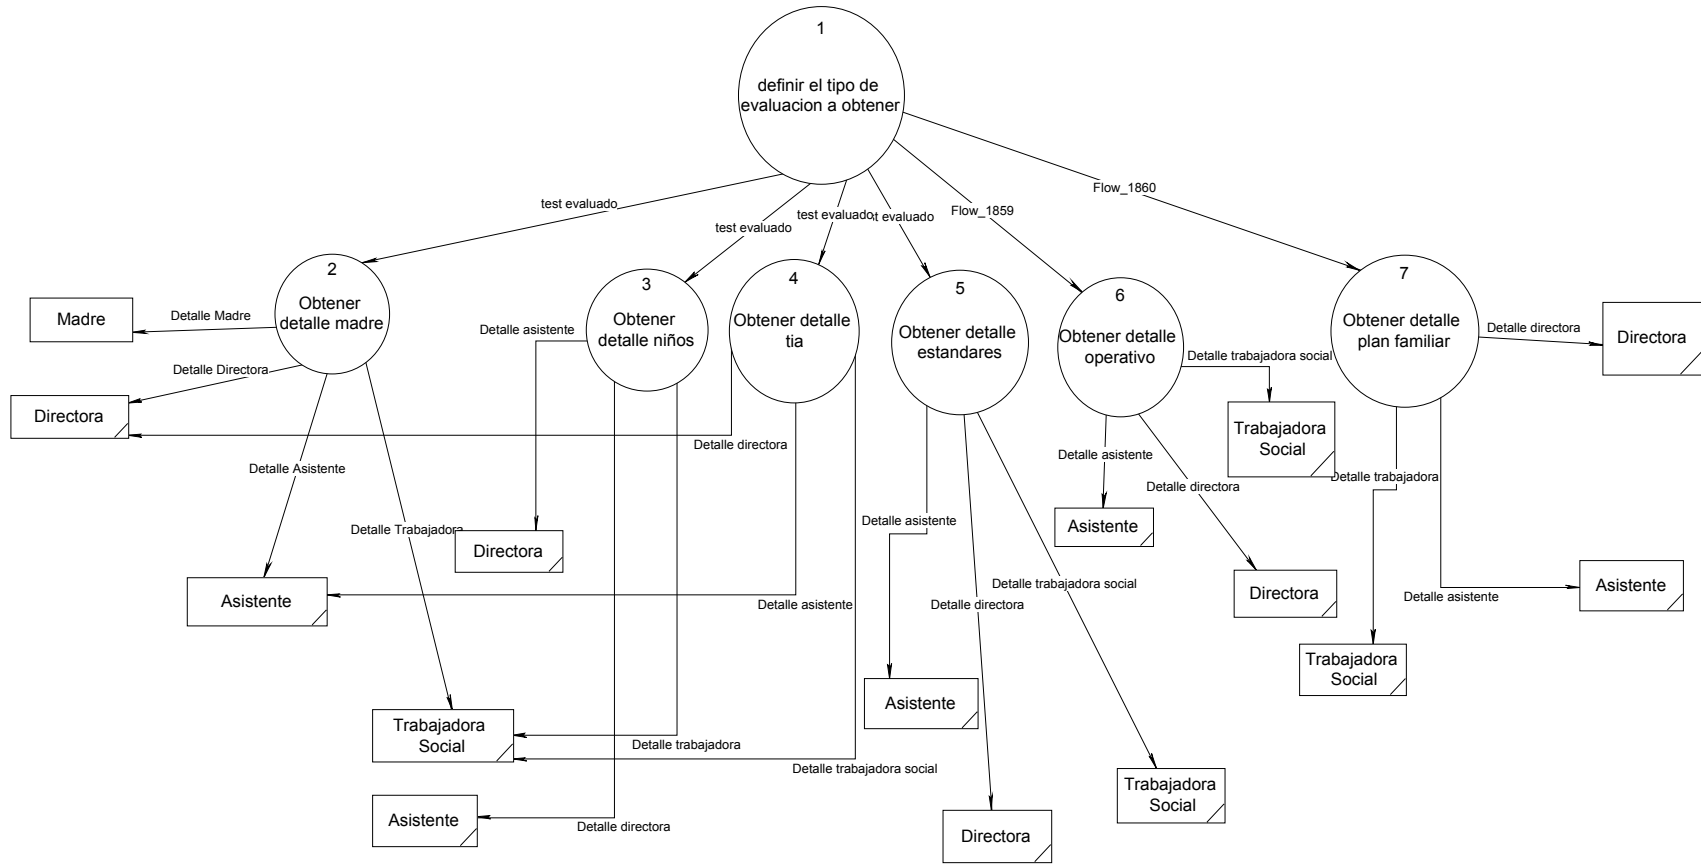 1
definir el tipo de
evaluacion a obtener
Flow_1860
test evaluado
Flow_1859
test evaluado
t evaluado
test evaluado
2
Obtener
detalle madre
3
Obtener
detalle niños
4
Obtener detalle
tia
5
Obtener detalle
estandares
6
Obtener detalle
operativo
7
Obtener detalle
plan familiar
Madre
Detalle Madre
Detalle asistente
Detalle directora
Directora
Detalle trabajadora social
Detalle Directora
Directora
Detalle directora
Trabajadora
Social
Detalle Asistente
Detalle asistente
Detalle trabajadora
Detalle directora
Detalle Trabajadora
Directora
Detalle asistente
Asistente
Asistente
Detalle asistente
Detalle trabajadora social
Detalle directora
Directora
Detalle asistente
Asistente
Trabajadora
Social
Asistente
Trabajadora
Social
Detalle trabajadora
Detalle trabajadora social
Trabajadora
Social
Asistente
Detalle directora
Directora